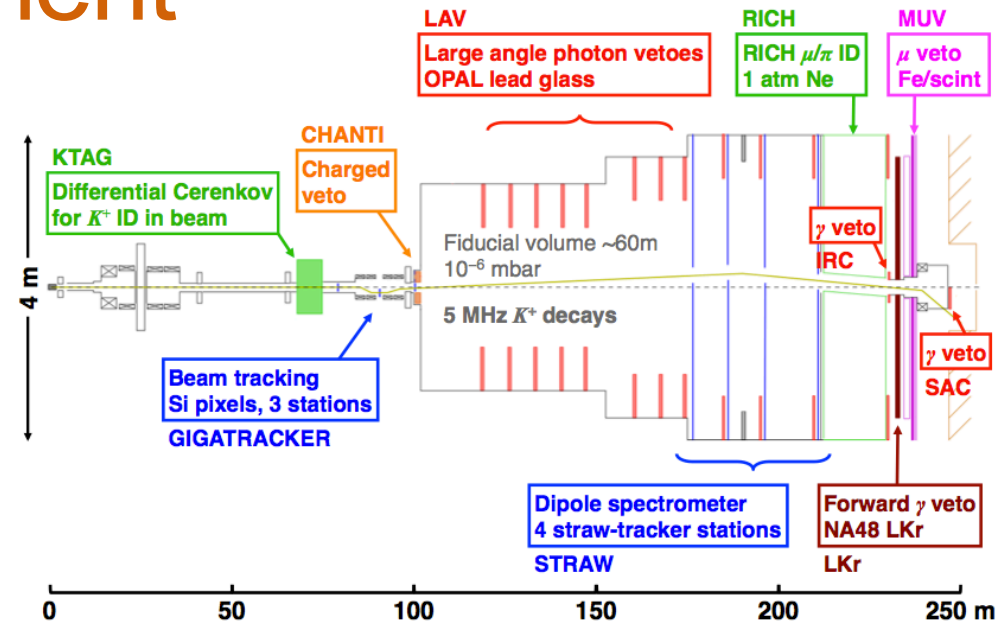 LAV
Large angle photon vetoes
OPAL lead glass
RICH
RICH μ/π ID
1 atm Ne
MUV
μ veto
Fe/scint
CHANTI
Charged
veto
KTAG
Differential Cerenkov
for K⁺ ID in beam
4 m
Fiducial volume ~60m
10⁻⁶ mbar
5 MHz K⁺ decays
γ veto
IRC
γ veto
SAC
Beam tracking
Si pixels, 3 stations
GIGATRACKER
Dipole spectrometer
4 straw-tracker stations
STRAW
Forward γ veto
NA48 LKr
LKr
0 50 100 150 200 250 m